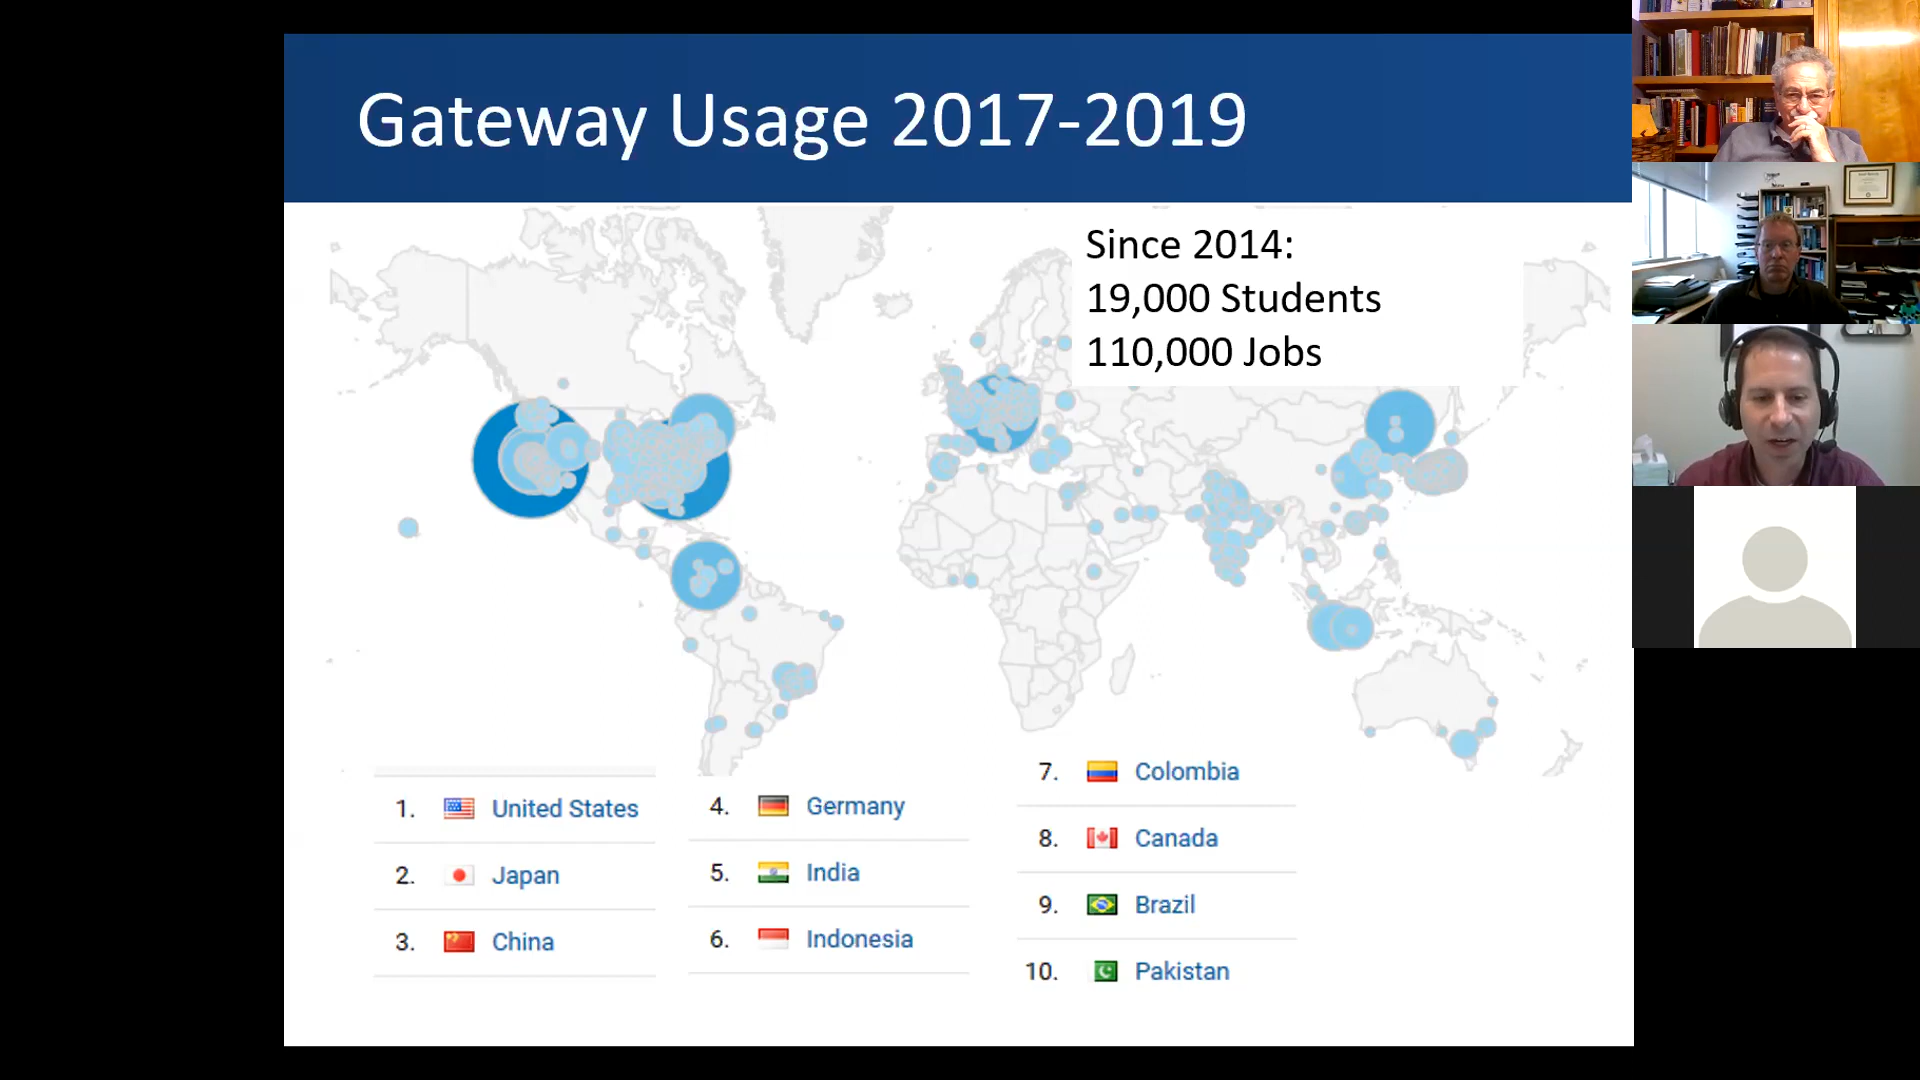 Gateway Usage 2017-2019
Since 2014:
19,000 Students
110,000 Jobs
1. United States
2. Japan
3. China
4. Germany
5. India
6. Indonesia
7. Colombia
8. Canada
9. Brazil
10. Pakistan